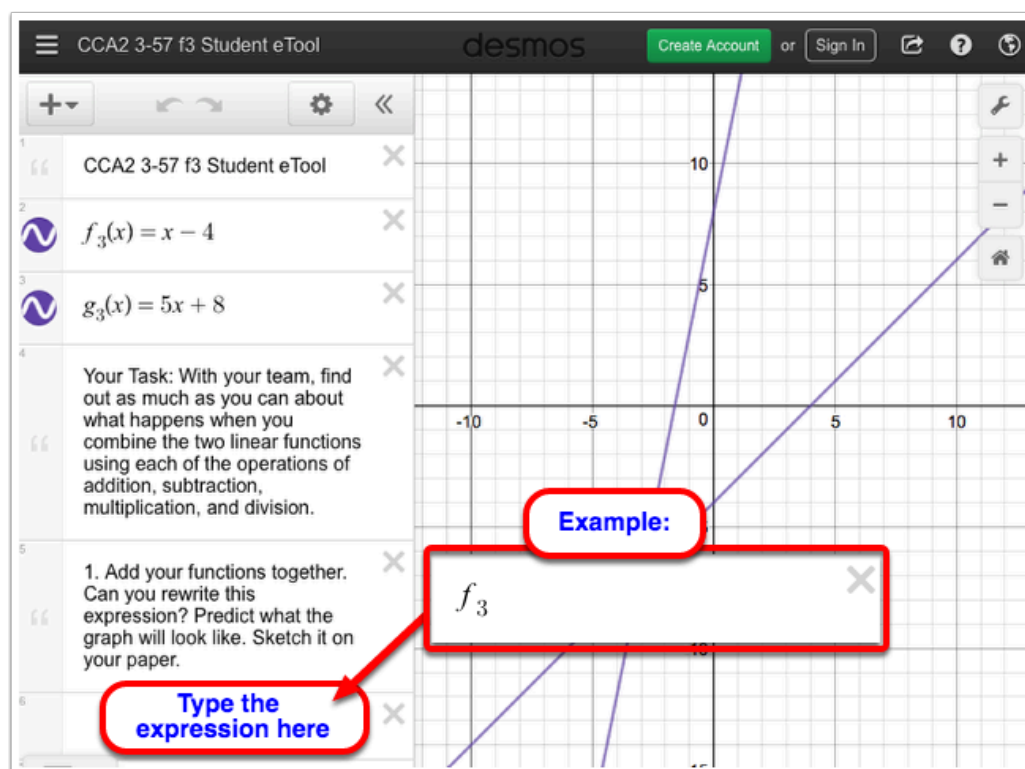 CCA2 3-57 f3 Student eTool
desmos
Create Account or Sign In
1
CCA2 3-57 f3 Student eTool
2
f₃(x) = x − 4
3
g₃(x) = 5x + 8
4
Your Task: With your team, find
out as much as you can about
what happens when you
combine the two linear functions
using each of the operations of
addition, subtraction,
multiplication, and division.
5
1. Add your functions together.
Can you rewrite this
expression? Predict what the
graph will look like. Sketch it on
your paper.
6
Type the
expression here
Example:
f₃
10
5
-10 -5 0 5 10